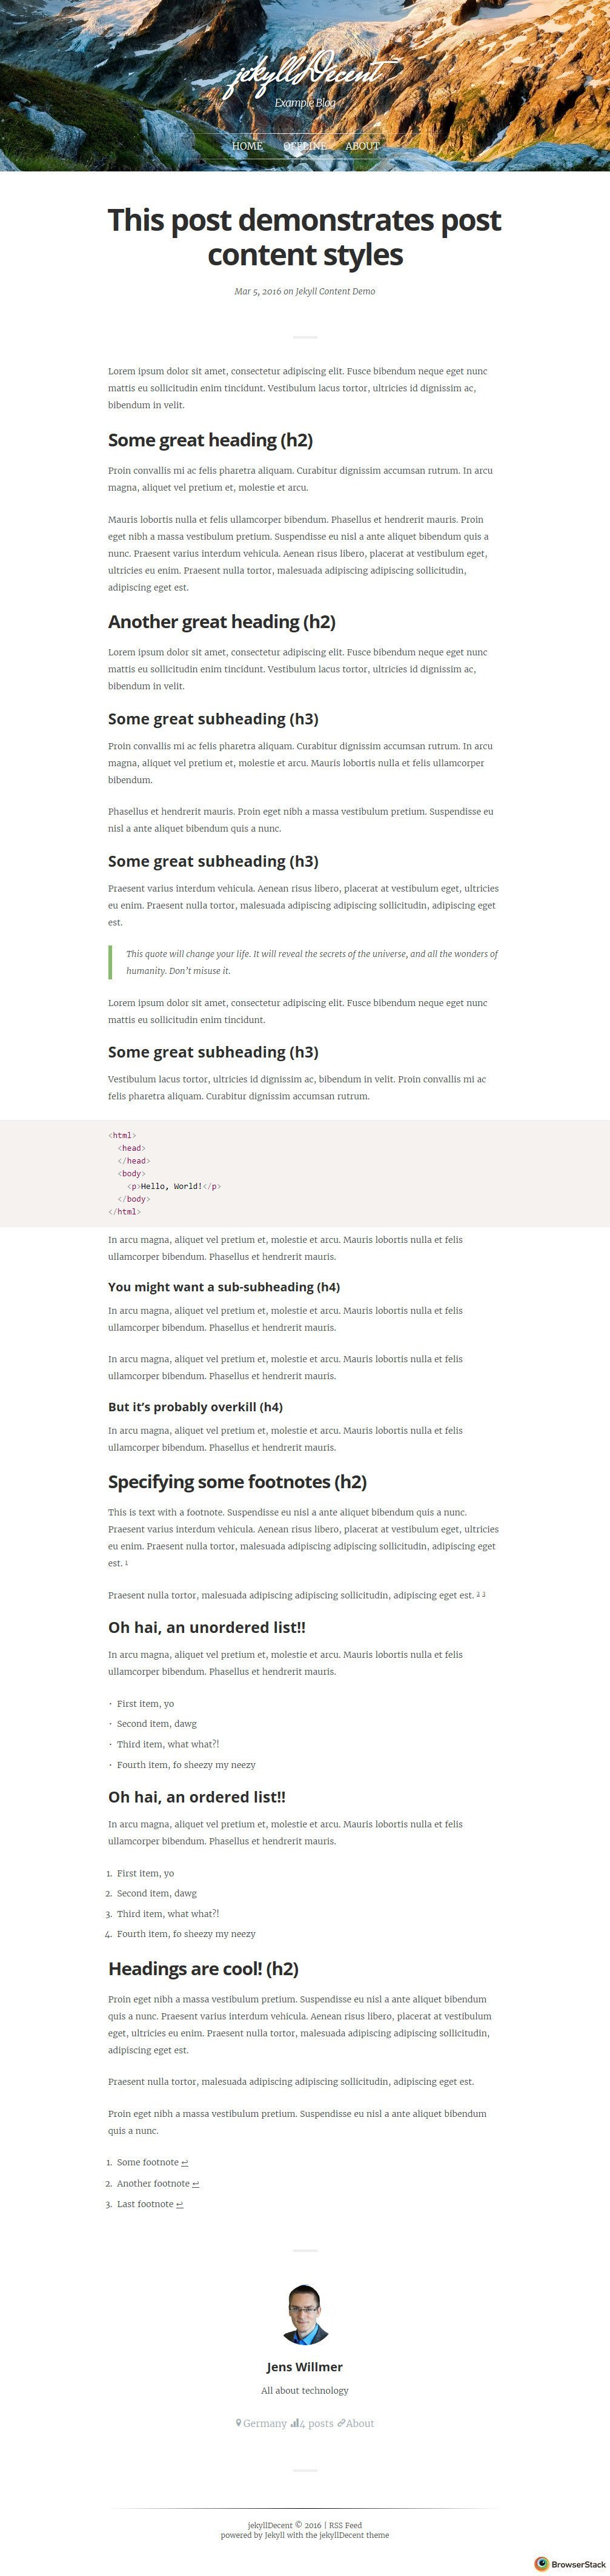 jekyllDecent
Example Blog
HOME OFFLINE ABOUT
This post demonstrates post
content styles
Mar 5, 2016 on Jekyll Content Demo
Lorem ipsum dolor sit amet, consectetur adipiscing elit. Fusce bibendum neque eget nunc
mattis eu sollicitudin enim tincidunt. Vestibulum lacus tortor, ultricies id dignissim ac,
bibendum in velit.
Some great heading (h2)
Proin convallis mi ac felis pharetra aliquam. Curabitur dignissim accumsan rutrum. In arcu
magna, aliquet vel pretium et, molestie et arcu.
Mauris lobortis nulla et felis ullamcorper bibendum. Phasellus et hendrerit mauris. Proin
eget nibh a massa vestibulum pretium. Suspendisse eu nisl a ante aliquet bibendum quis a
nunc. Praesent varius interdum vehicula. Aenean risus libero, placerat at vestibulum eget,
ultricies eu enim. Praesent nulla tortor, malesuada adipiscing adipiscing sollicitudin,
adipiscing eget est.
Another great heading (h2)
Lorem ipsum dolor sit amet, consectetur adipiscing elit. Fusce bibendum neque eget nunc
mattis eu sollicitudin enim tincidunt. Vestibulum lacus tortor, ultricies id dignissim ac,
bibendum in velit.
Some great subheading (h3)
Proin convallis mi ac felis pharetra aliquam. Curabitur dignissim accumsan rutrum. In arcu
magna, aliquet vel pretium et, molestie et arcu. Mauris lobortis nulla et felis ullamcorper
bibendum.
Phasellus et hendrerit mauris. Proin eget nibh a massa vestibulum pretium. Suspendisse eu
nisl a ante aliquet bibendum quis a nunc.
Some great subheading (h3)
Praesent varius interdum vehicula. Aenean risus libero, placerat at vestibulum eget, ultricies
eu enim. Praesent nulla tortor, malesuada adipiscing adipiscing sollicitudin, adipiscing eget
est.
This quote will change your life. It will reveal the secrets of the universe, and all the wonders of
humanity. Don't misuse it.
Lorem ipsum dolor sit amet, consectetur adipiscing elit. Fusce bibendum neque eget nunc
mattis eu sollicitudin enim tincidunt.
Some great subheading (h3)
Vestibulum lacus tortor, ultricies id dignissim ac, bibendum in velit. Proin convallis mi ac
felis pharetra aliquam. Curabitur dignissim accumsan rutrum.
<html>
<head>
</head>
<body>
<p>Hello, World!</p>
</body>
</html>
In arcu magna, aliquet vel pretium et, molestie et arcu. Mauris lobortis nulla et felis
ullamcorper bibendum. Phasellus et hendrerit mauris.
You might want a sub-subheading (h4)
In arcu magna, aliquet vel pretium et, molestie et arcu. Mauris lobortis nulla et felis
ullamcorper bibendum. Phasellus et hendrerit mauris.
In arcu magna, aliquet vel pretium et, molestie et arcu. Mauris lobortis nulla et felis
ullamcorper bibendum. Phasellus et hendrerit mauris.
But it's probably overkill (h4)
In arcu magna, aliquet vel pretium et, molestie et arcu. Mauris lobortis nulla et felis
ullamcorper bibendum. Phasellus et hendrerit mauris.
Specifying some footnotes (h2)
This is text with a footnote. Suspendisse eu nisl a ante aliquet bibendum quis a nunc.
Praesent varius interdum vehicula. Aenean risus libero, placerat at vestibulum eget, ultricies
eu enim. Praesent nulla tortor, malesuada adipiscing adipiscing sollicitudin, adipiscing eget
est. 1
Praesent nulla tortor, malesuada adipiscing adipiscing sollicitudin, adipiscing eget est. 2 3
Oh hai, an unordered list!!
In arcu magna, aliquet vel pretium et, molestie et arcu. Mauris lobortis nulla et felis
ullamcorper bibendum. Phasellus et hendrerit mauris.
· First item, yo
· Second item, dawg
· Third item, what what?!
· Fourth item, fo sheezy my neezy
Oh hai, an ordered list!!
In arcu magna, aliquet vel pretium et, molestie et arcu. Mauris lobortis nulla et felis
ullamcorper bibendum. Phasellus et hendrerit mauris.
1. First item, yo
2. Second item, dawg
3. Third item, what what?!
4. Fourth item, fo sheezy my neezy
Headings are cool! (h2)
Proin eget nibh a massa vestibulum pretium. Suspendisse eu nisl a ante aliquet bibendum
quis a nunc. Praesent varius interdum vehicula. Aenean risus libero, placerat at vestibulum
eget, ultricies eu enim. Praesent nulla tortor, malesuada adipiscing adipiscing sollicitudin,
adipiscing eget est.
Praesent nulla tortor, malesuada adipiscing adipiscing sollicitudin, adipiscing eget est.
Proin eget nibh a massa vestibulum pretium. Suspendisse eu nisl a ante aliquet bibendum
quis a nunc.
1. Some footnote ↩
2. Another footnote ↩
3. Last footnote ↩
Jens Willmer
All about technology
Germany 4 posts About
jekyllDecent © 2016 | RSS Feed
powered by Jekyll with the jekyllDecent theme
BrowserStack